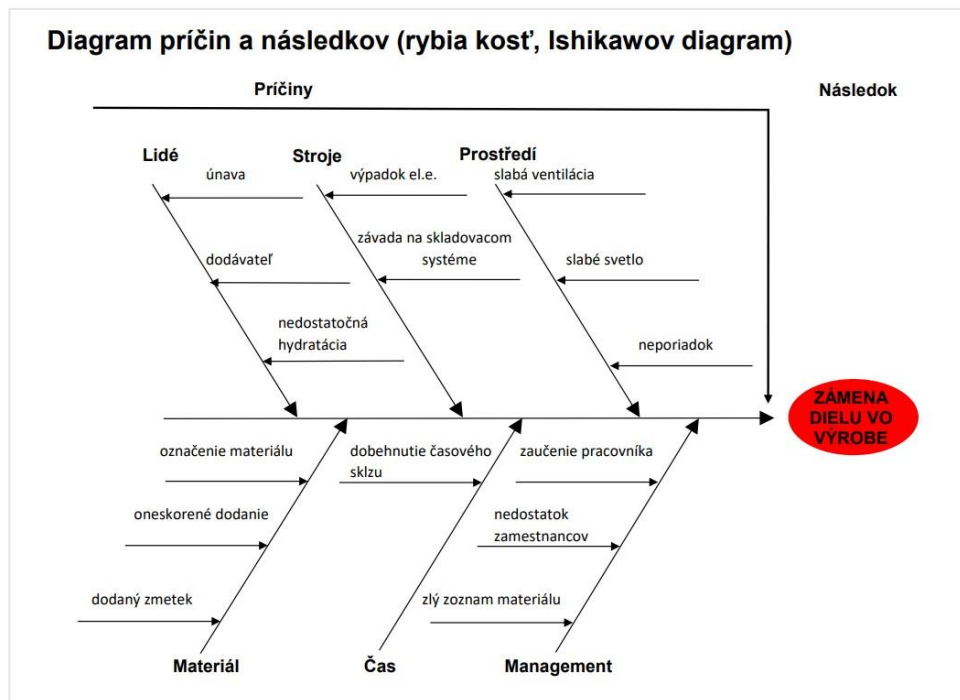 Diagram príčin a následkov (rybia kosť, Ishikawov diagram)
Príčiny
Následok
Lidé
Stroje
Prostředí
únava
výpadok el.e.
slabá ventilácia
dodávateľ
závada na skladovacom
systéme
slabé svetlo
nedostatočná
hydratácia
neporiadok
ZÁMENA
DIELU VO
VÝROBE
označenie materiálu
dobehnutie časového
sklzu
zaučenie pracovníka
oneskorené dodanie
nedostatok
zamestnancov
dodaný zmetek
zlý zoznam materiálu
Materiál
Čas
Management